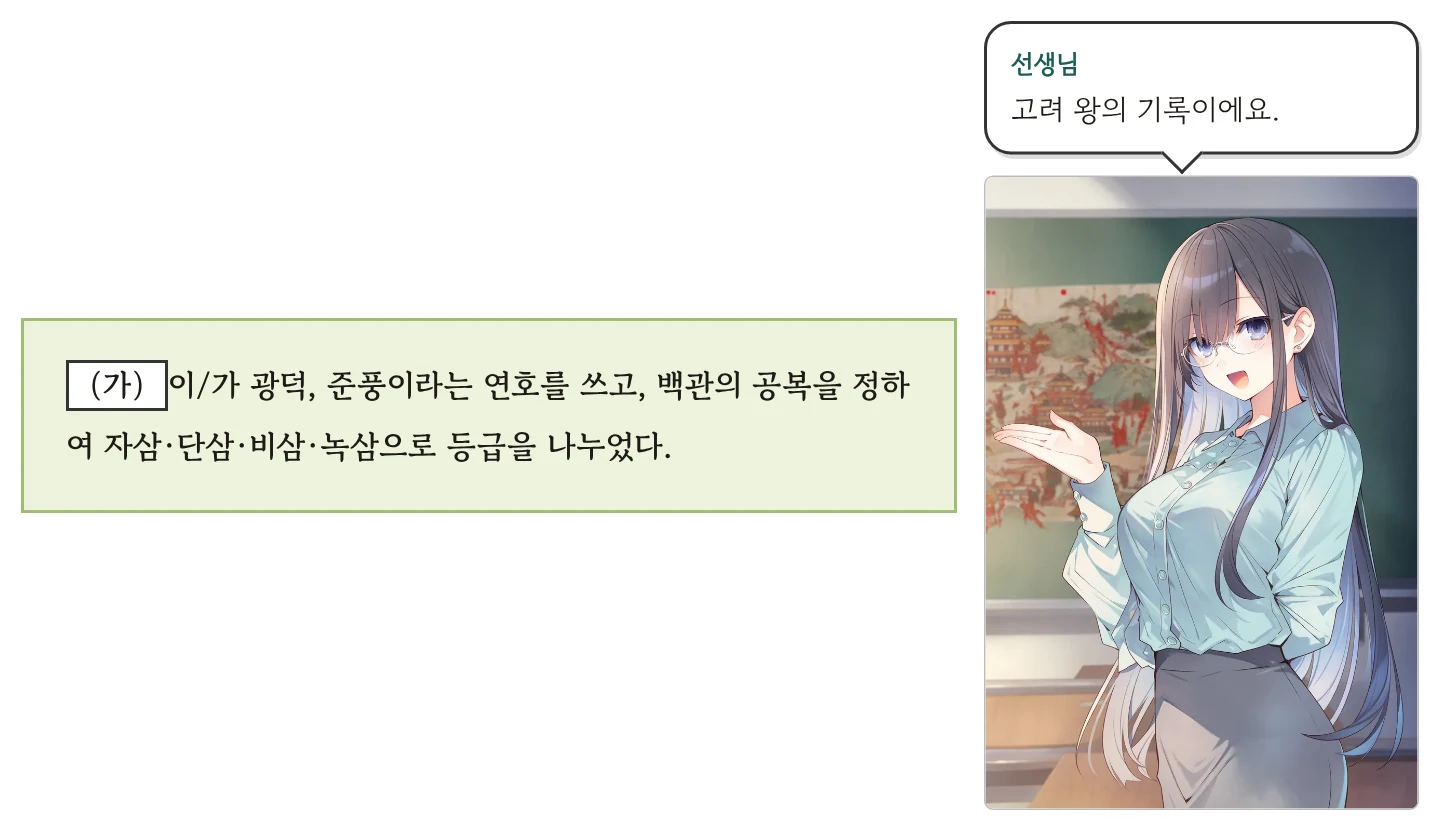 선생님
고려 왕의 기록이에요.
(가)이/가 광덕, 준풍이라는 연호를 쓰고, 백관의 공복을 정하
여 자삼·단삼·비삼·녹삼으로 등급을 나누었다.